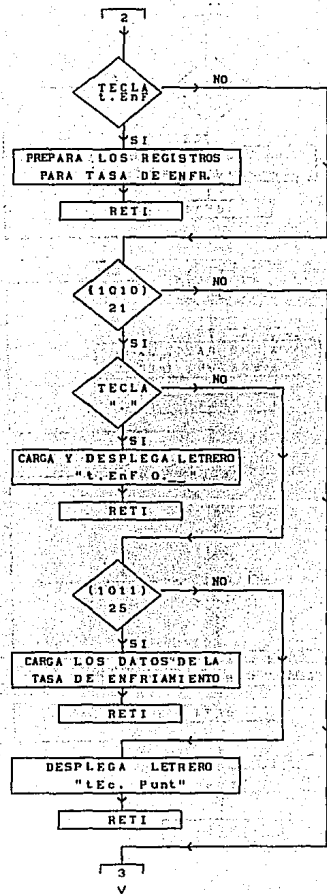 2
TECLA
t.EnF
NO
SI
PREPARA LOS REGISTROS
PARA TASA DE ENFR.
RETI
(1010)
21
NO
SI
TECLA
"."
NO
SI
CARGA Y DESPLEGA LETRERO
"t.EnF 0.__"
RETI
(1011)
25
NO
SI
CARGA LOS DATOS DE LA
TASA DE ENFRIAMIENTO
RETI
DESPLEGA LETRERO
"tEc. Punt"
RETI
3